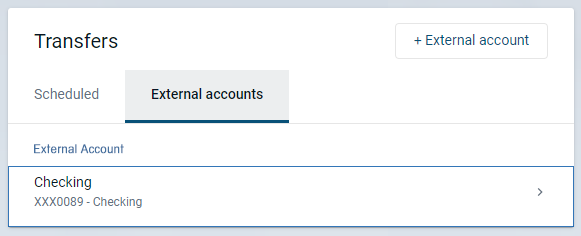 Transfers
+ External account
Scheduled
External accounts
External Account
Checking
XXX0089 - Checking